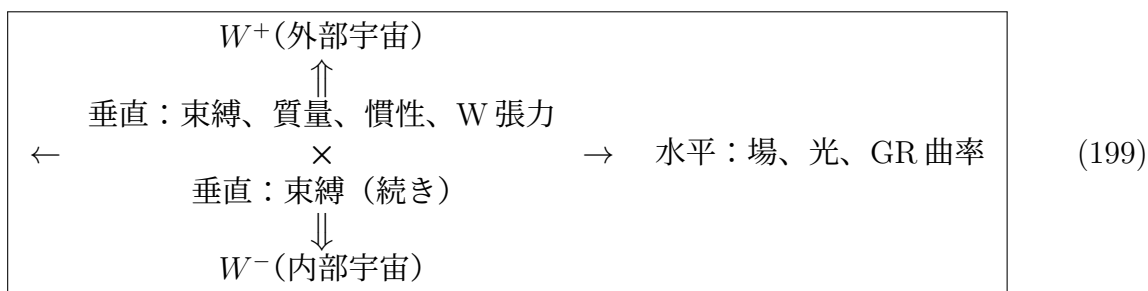 W⁺(外部宇宙)
⇑
垂直：束縛、質量、慣性、W 張力
← × → 水平：場、光、GR 曲率 (199)
垂直：束縛（続き）
⇓
W⁻(内部宇宙)